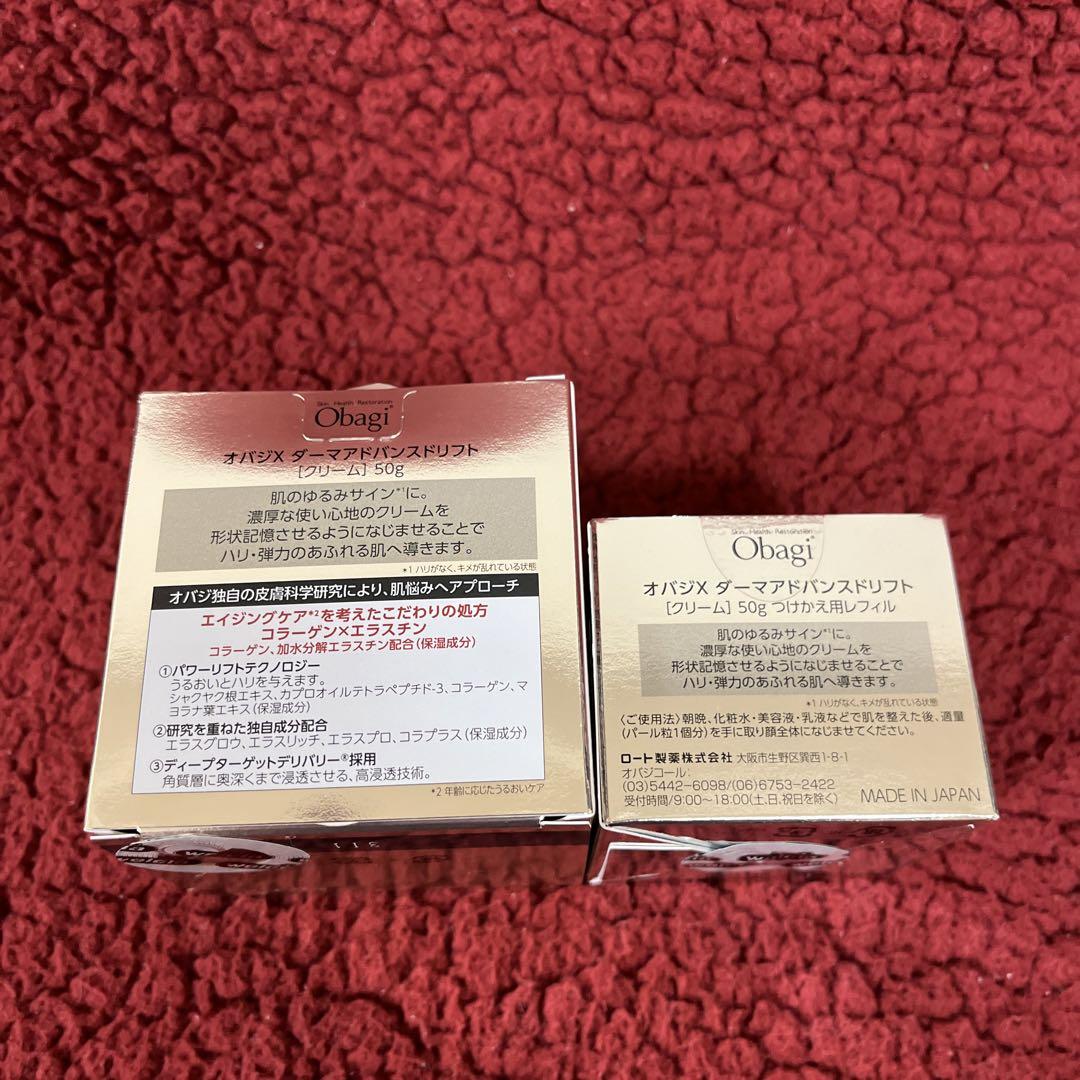 Skin Health Restoration
Obagi
オバジX ダーマアドバンスドリフト
[クリーム] 50g
肌のゆるみサイン*1に。
濃厚な使い心地のクリームを
形状記憶させるようになじませることで
ハリ・弾力のあふれる肌へ導きます。
*1 ハリがなく、キメが乱れている状態
オバジ独自の皮膚科学研究により、肌悩みへアプローチ
エイジングケア*2を考えたこだわりの処方
コラーゲン×エラスチン
コラーゲン、加水分解エラスチン配合(保湿成分)
①パワーリフトテクノロジー
うるおいとハリを与えます。
シャクヤク根エキス、カプロオイルテトラペプチド-3、コラーゲン、マ
ヨラナ葉エキス(保湿成分)
②研究を重ねた独自成分配合
エラスグロウ、エラスリッチ、エラスプロ、コラプラス(保湿成分)
③ディープターゲットデリバリー®採用
角質層に奥深くまで浸透させる、高浸透技術。
*2 年齢に応じたうるおいケア
311
Skin Health Restoration
Obagi
オバジX ダーマアドバンスドリフト
[クリーム] 50g つけかえ用レフィル
肌のゆるみサイン*1に。
濃厚な使い心地のクリームを
形状記憶させるようになじませることで
ハリ・弾力のあふれる肌へ導きます。
*1 ハリがなく、キメが乱れている状態
〈ご使用法〉朝晩、化粧水・美容液・乳液などで肌を整えた後、適量
(パール粒1個分)を手に取り顔全体になじませてください。
ロート製薬株式会社 大阪市生野区巽西1-8-1
オバジコール:
(03)5442-6098/(06)6753-2422
受付時間/9:00~18:00(土、日、祝日を除く)
MADE IN JAPAN